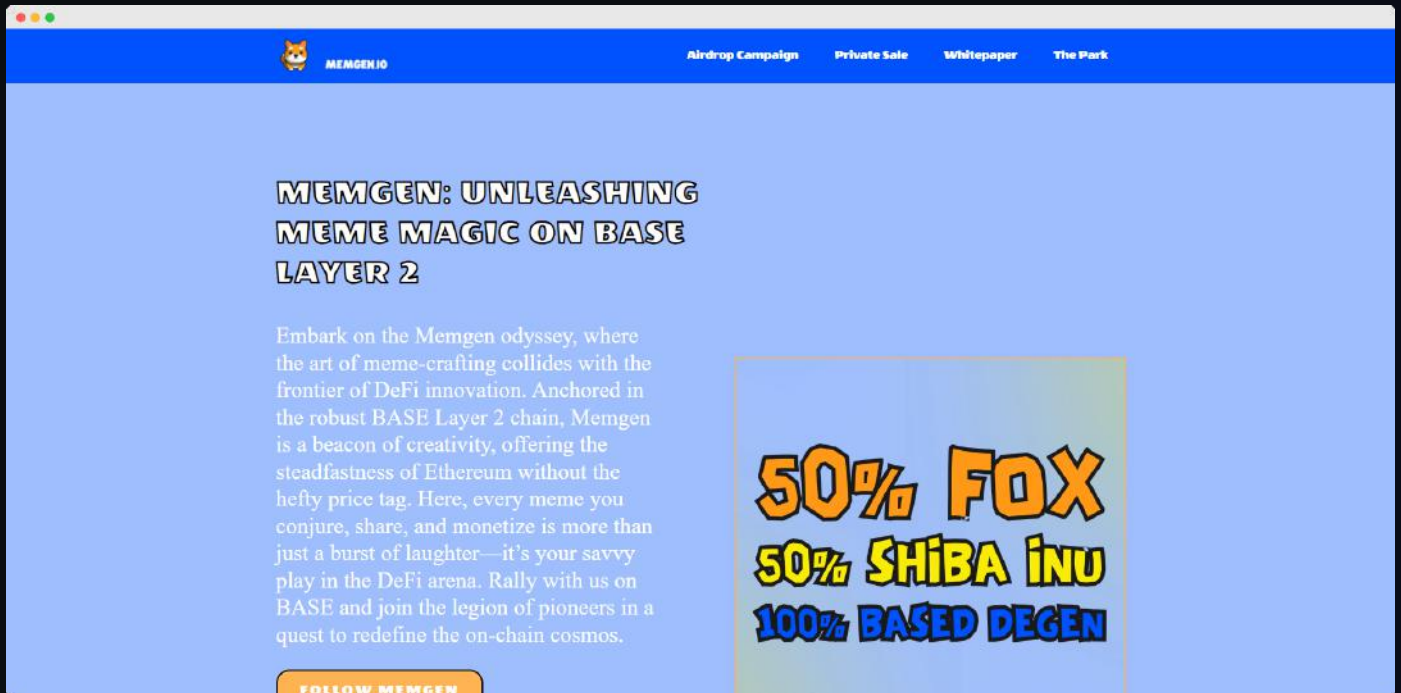 MEMGEN.IO
Airdrop Campaign
Private Sale
Whitepaper
The Park
MEMGEN: UNLEASHING
MEME MAGIC ON BASE
LAYER 2
Embark on the Memgen odyssey, where
the art of meme-crafting collides with the
frontier of DeFi innovation. Anchored in
the robust BASE Layer 2 chain, Memgen
is a beacon of creativity, offering the
steadfastness of Ethereum without the
hefty price tag. Here, every meme you
conjure, share, and monetize is more than
just a burst of laughter—it's your savvy
play in the DeFi arena. Rally with us on
BASE and join the legion of pioneers in a
quest to redefine the on-chain cosmos.
FOLLOW MEMGEN
50% FOX
50% SHiBA iNU
100% BASED DEGEN